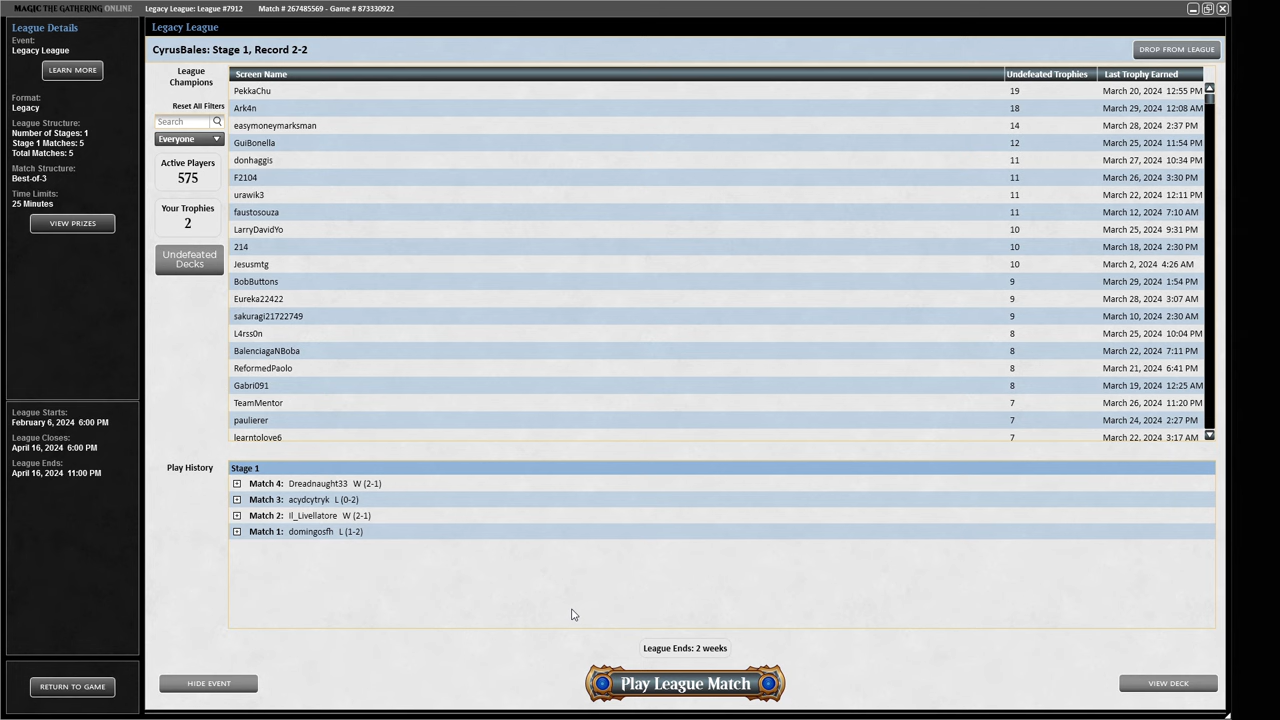 MAGIC THE GATHERING ONLINE
Legacy League: League #7912 Match # 267485569 - Game # 873330922
League Details
Event:
Legacy League
LEARN MORE
Format:
Legacy
League Structure:
Number of Stages: 1
Stage 1 Matches: 5
Total Matches: 5
Match Structure:
Best-of-3
Time Limits:
25 Minutes
VIEW PRIZES
League Starts:
February 6, 2024 6:00 PM
League Closes:
April 16, 2024 6:00 PM
League Ends:
April 16, 2024 11:00 PM
RETURN TO GAME
Legacy League
CyrusBales: Stage 1, Record 2-2
DROP FROM LEAGUE
League
Champions
Reset All Filters
Search
Everyone
Active Players
575
Your Trophies
2
Undefeated
Decks
Screen Name Undefeated Trophies Last Trophy Earned
PekkaChu 19 March 20, 2024 12:55 PM
Ark4n 18 March 29, 2024 12:08 AM
easymoneymarksman 14 March 28, 2024 2:37 PM
GuiBonella 12 March 25, 2024 11:54 PM
donhaggis 11 March 27, 2024 10:34 PM
F2104 11 March 26, 2024 3:30 PM
urawik3 11 March 22, 2024 12:11 PM
faustosouza 11 March 12, 2024 7:10 AM
LarryDavidYo 10 March 25, 2024 9:31 PM
214 10 March 18, 2024 2:30 PM
Jesusmtg 10 March 2, 2024 4:26 AM
BobButtons 9 March 29, 2024 1:54 PM
Eureka22422 9 March 28, 2024 3:07 AM
sakuragi21722749 9 March 10, 2024 2:30 AM
L4rss0n 8 March 25, 2024 10:04 PM
BalenciagaNBoba 8 March 22, 2024 7:11 PM
ReformedPaolo 8 March 21, 2024 6:41 PM
Gabri091 8 March 19, 2024 12:25 AM
TeamMentor 7 March 26, 2024 11:20 PM
paulierer 7 March 24, 2024 2:27 PM
learntolove6 7 March 22, 2024 3:17 AM
Play History
Stage 1
Match 4: Dreadnaught33 W (2-1)
Match 3: acydcytryk L (0-2)
Match 2: Il_Livellatore W (2-1)
Match 1: domingosfh L (1-2)
League Ends: 2 weeks
HIDE EVENT
Play League Match
VIEW DECK